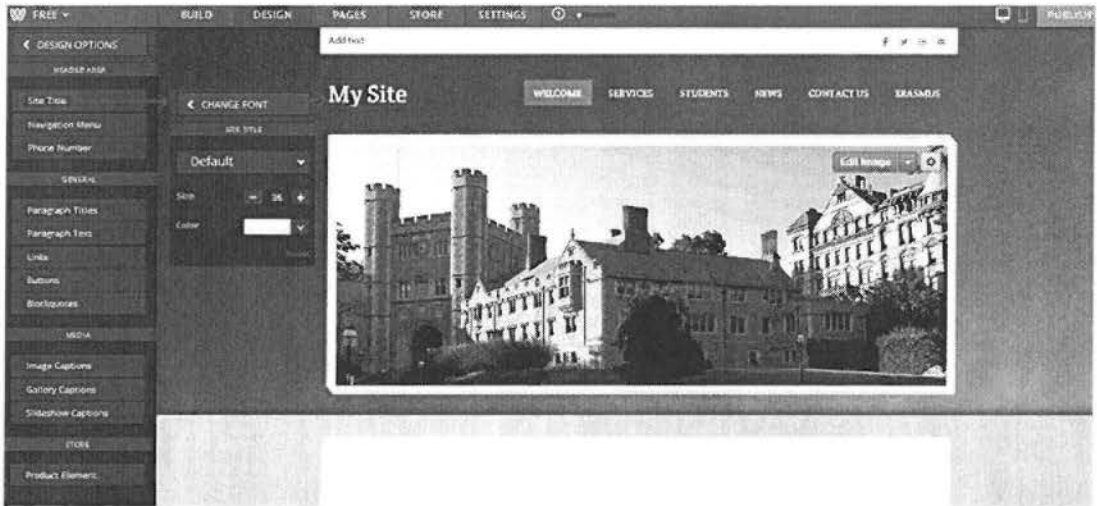 FREE
BUILD DESIGN PAGES STORE SETTINGS
PUBLISH
DESIGN OPTIONS
HEADER AREA
Site Title
Navigation Menu
Phone Number
GENERAL
Paragraph Titles
Paragraph Text
Links
Buttons
Blockquotes
MEDIA
Image Captions
Gallery Captions
Slideshow Captions
STORE
Product Element
CHANGE FONT
SITE TITLE
Default
Size - 36 +
Color
Add text
My Site
WELCOME SERVICES STUDENTS NEWS CONTACT US ERASMUS
Edit Image